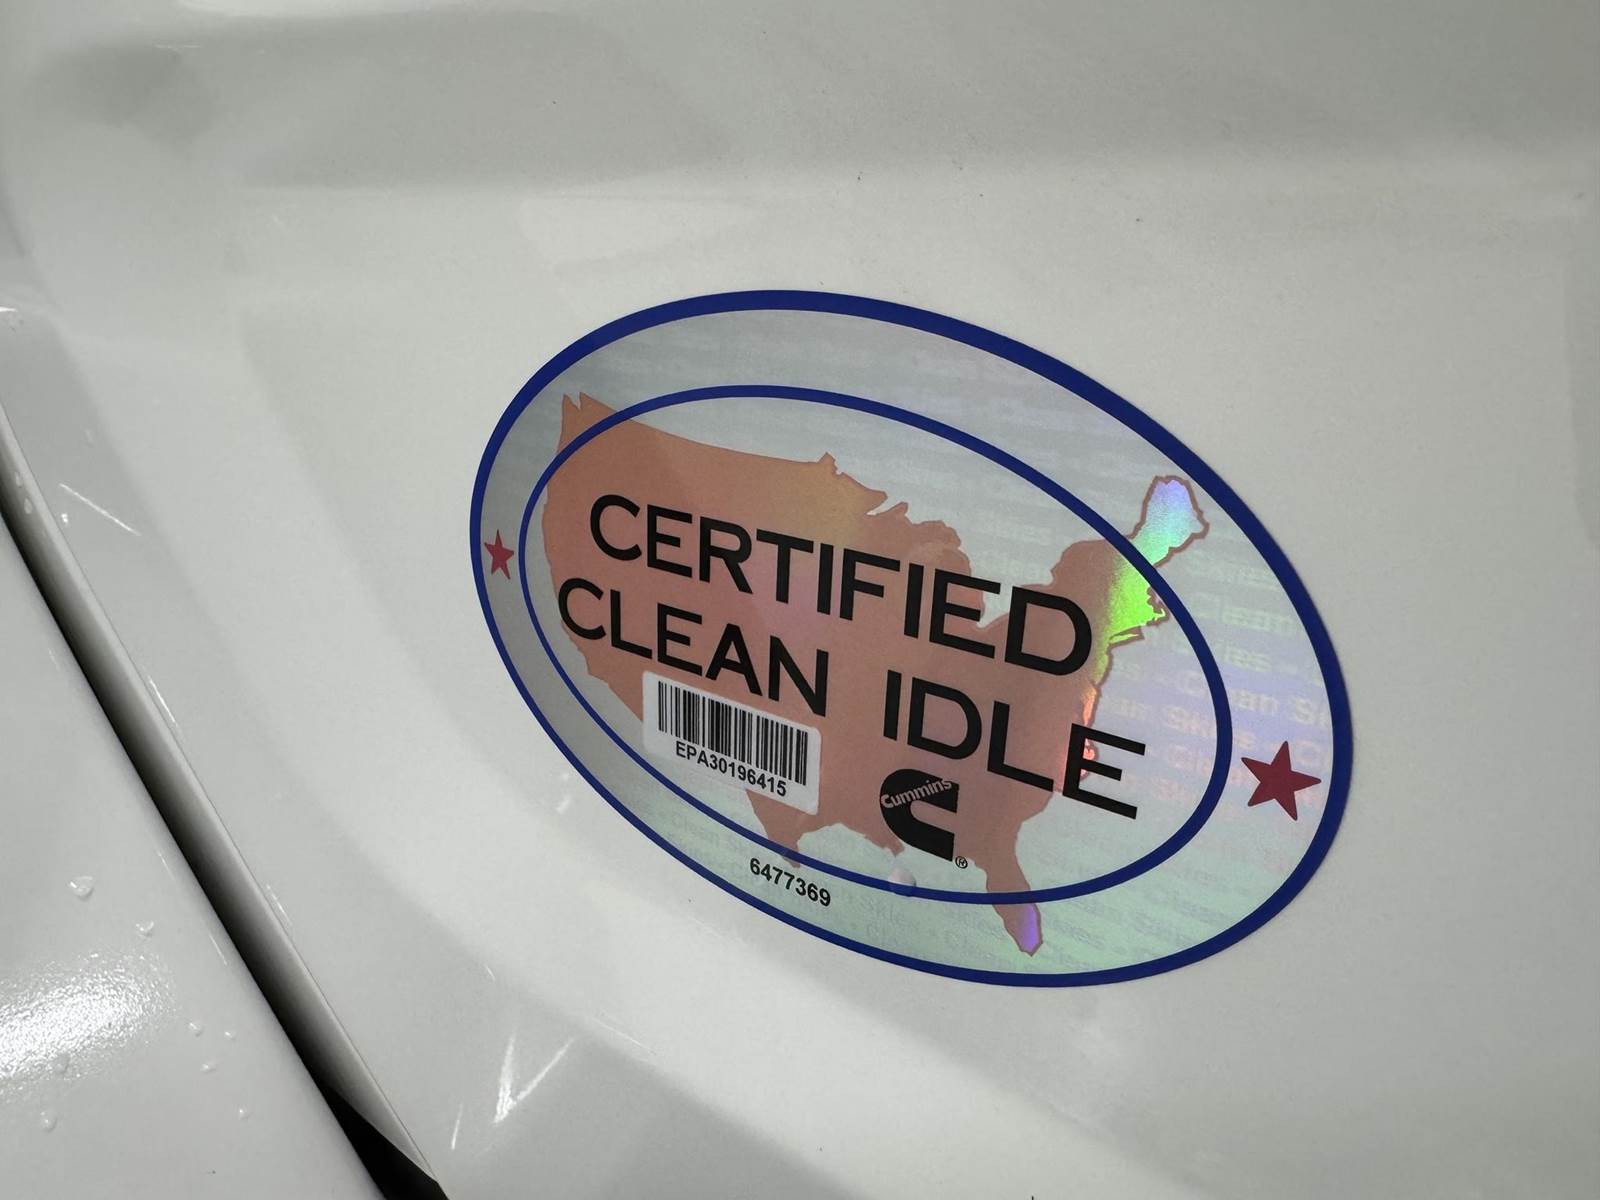 CERTIFIED
CLEAN IDLE
EPA30196415
Cummins
®
6477369